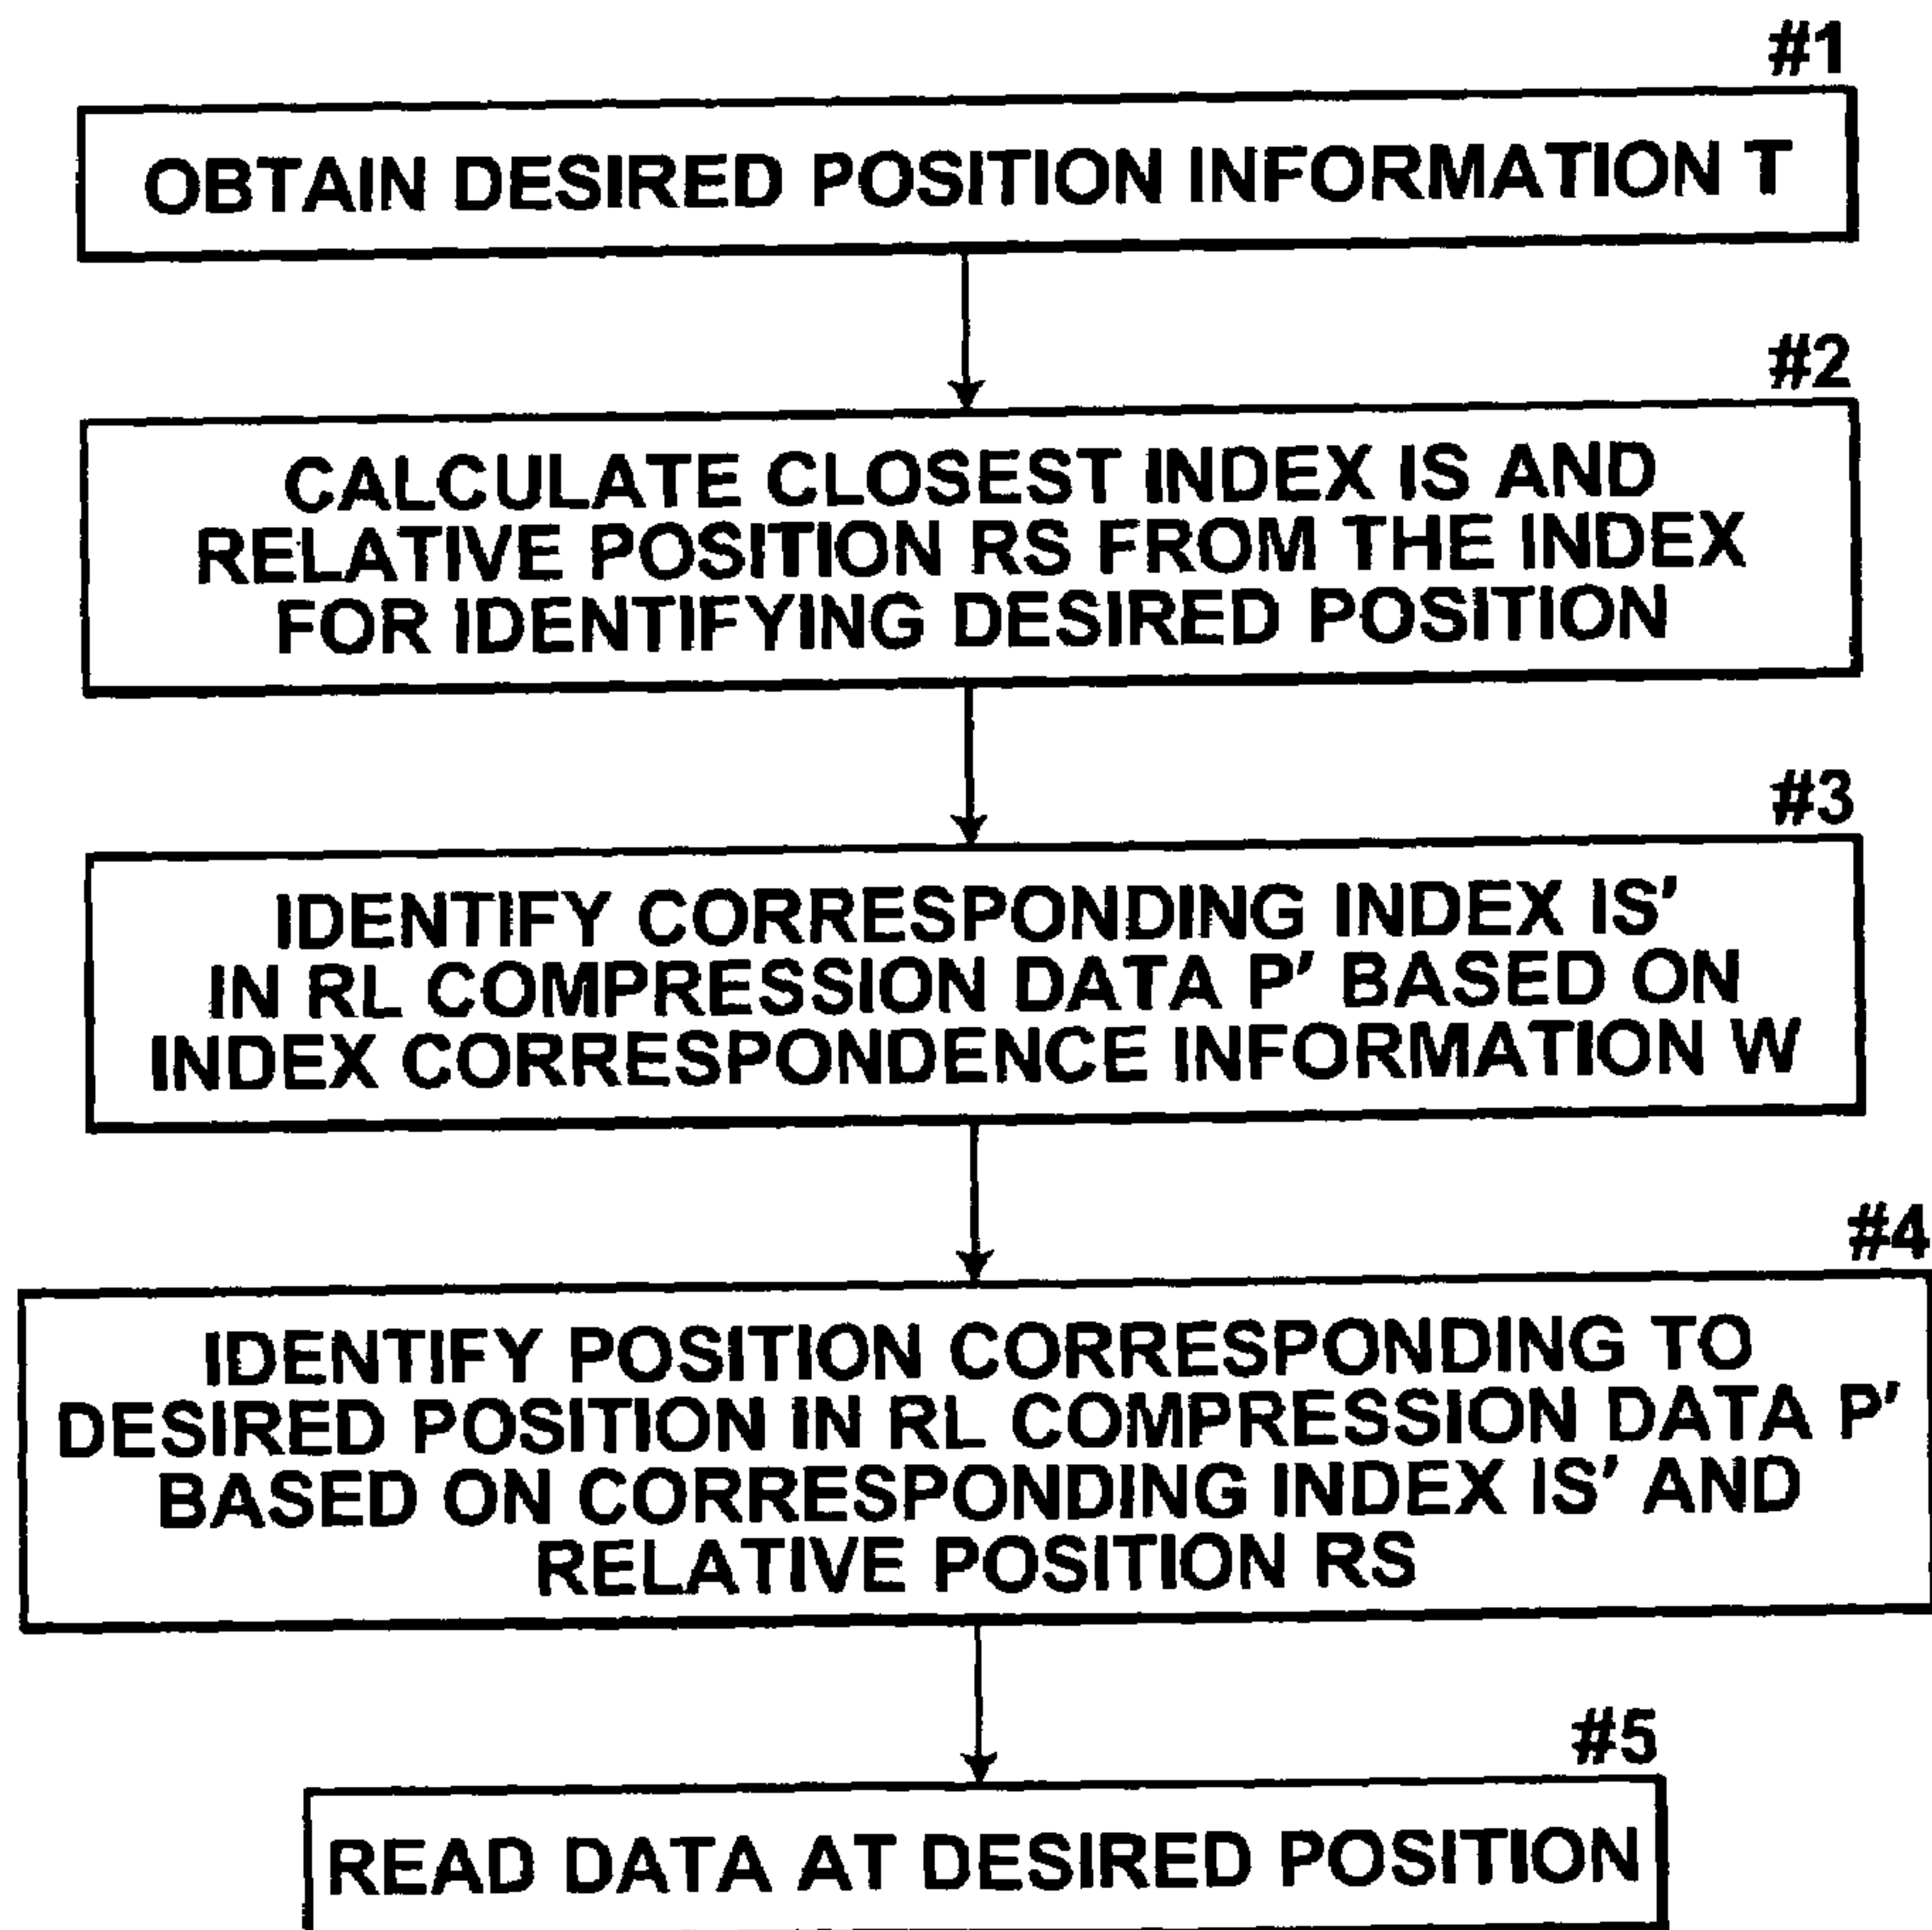 #1
OBTAIN DESIRED POSITION INFORMATION T
#2
CALCULATE CLOSEST INDEX IS AND
RELATIVE POSITION RS FROM THE INDEX
FOR IDENTIFYING DESIRED POSITION
#3
IDENTIFY CORRESPONDING INDEX IS'
IN RL COMPRESSION DATA P' BASED ON
INDEX CORRESPONDENCE INFORMATION W
#4
IDENTIFY POSITION CORRESPONDING TO
DESIRED POSITION IN RL COMPRESSION DATA P'
BASED ON CORRESPONDING INDEX IS' AND
RELATIVE POSITION RS
#5
READ DATA AT DESIRED POSITION